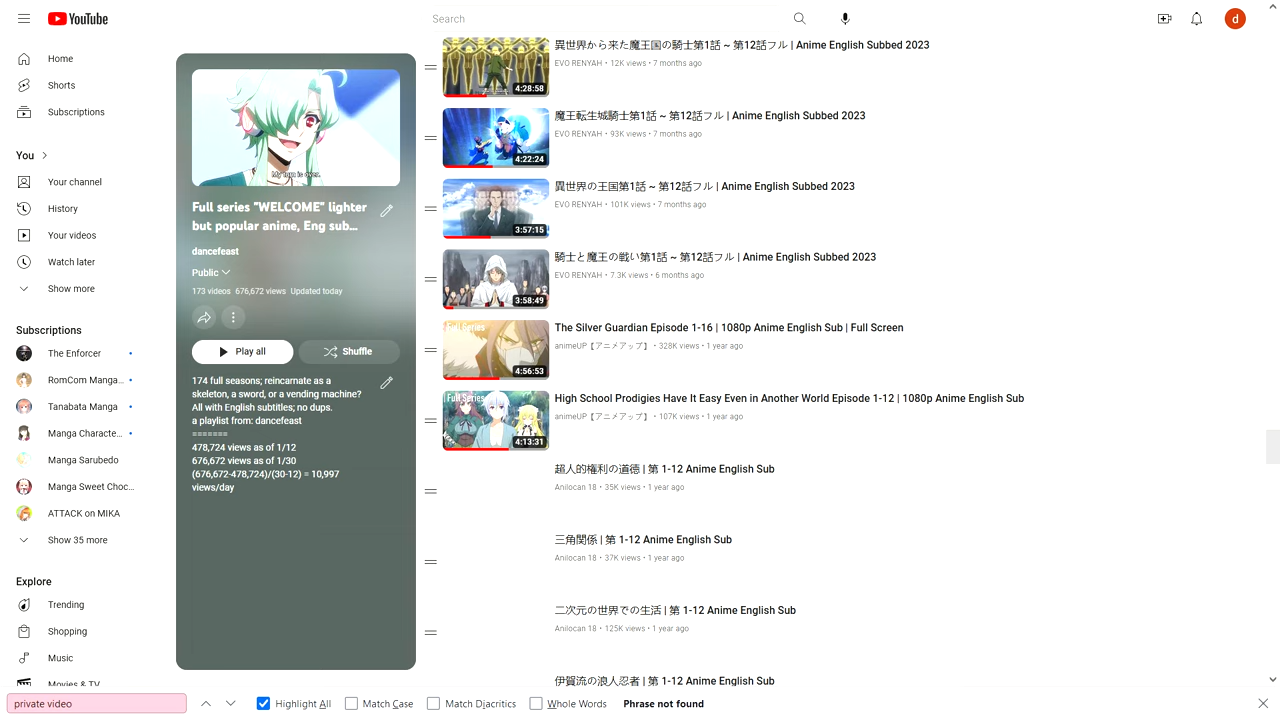 YouTube
Search
d
Home
Shorts
Subscriptions
You
Your channel
History
Your videos
Watch later
Show more
Subscriptions
The Enforcer
RomCom Manga...
Tanabata Manga
Manga Characte...
Manga Sarubedo
Manga Sweet Choc...
ATTACK on MIKA
Show 35 more
Explore
Trending
Shopping
Music
Movies & TV
My turn is over.
Full series "WELCOME" lighter
but popular anime, Eng sub...
dancefeast
Public
173 videos 676,672 views Updated today
Play all
Shuffle
174 full seasons; reincarnate as a
skeleton, a sword, or a vending machine?
All with English subtitles; no dups.
a playlist from: dancefeast
=======
478,724 views as of 1/12
676,672 views as of 1/30
(676,672-478,724)/(30-12) = 10,997
views/day
4:28:58
異世界から来た魔王国の騎士第1話 ~ 第12話フル | Anime English Subbed 2023
EVO RENYAH • 12K views • 7 months ago
4:22:24
魔王転生城騎士第1話 ~ 第12話フル | Anime English Subbed 2023
EVO RENYAH • 93K views • 7 months ago
3:57:15
異世界の王国第1話 ~ 第12話フル | Anime English Subbed 2023
EVO RENYAH • 101K views • 7 months ago
3:58:49
騎士と魔王の戦い第1話 ~ 第12話フル | Anime English Subbed 2023
EVO RENYAH • 7.3K views • 6 months ago
Full Series
4:56:53
The Silver Guardian Episode 1-16 | 1080p Anime English Sub | Full Screen
animeUP【アニメアップ】 • 328K views • 1 year ago
Full Series
4:13:31
High School Prodigies Have It Easy Even in Another World Episode 1-12 | 1080p Anime English Sub
animeUP【アニメアップ】 • 107K views • 1 year ago
超人的権利の道徳 | 第 1-12 Anime English Sub
Anilocan 18 • 35K views • 1 year ago
三角関係 | 第 1-12 Anime English Sub
Anilocan 18 • 37K views • 1 year ago
二次元の世界での生活 | 第 1-12 Anime English Sub
Anilocan 18 • 125K views • 1 year ago
伊賀流の浪人忍者 | 第 1-12 Anime English Sub
private video
Highlight All
Match Case
Match Diacritics
Whole Words
Phrase not found